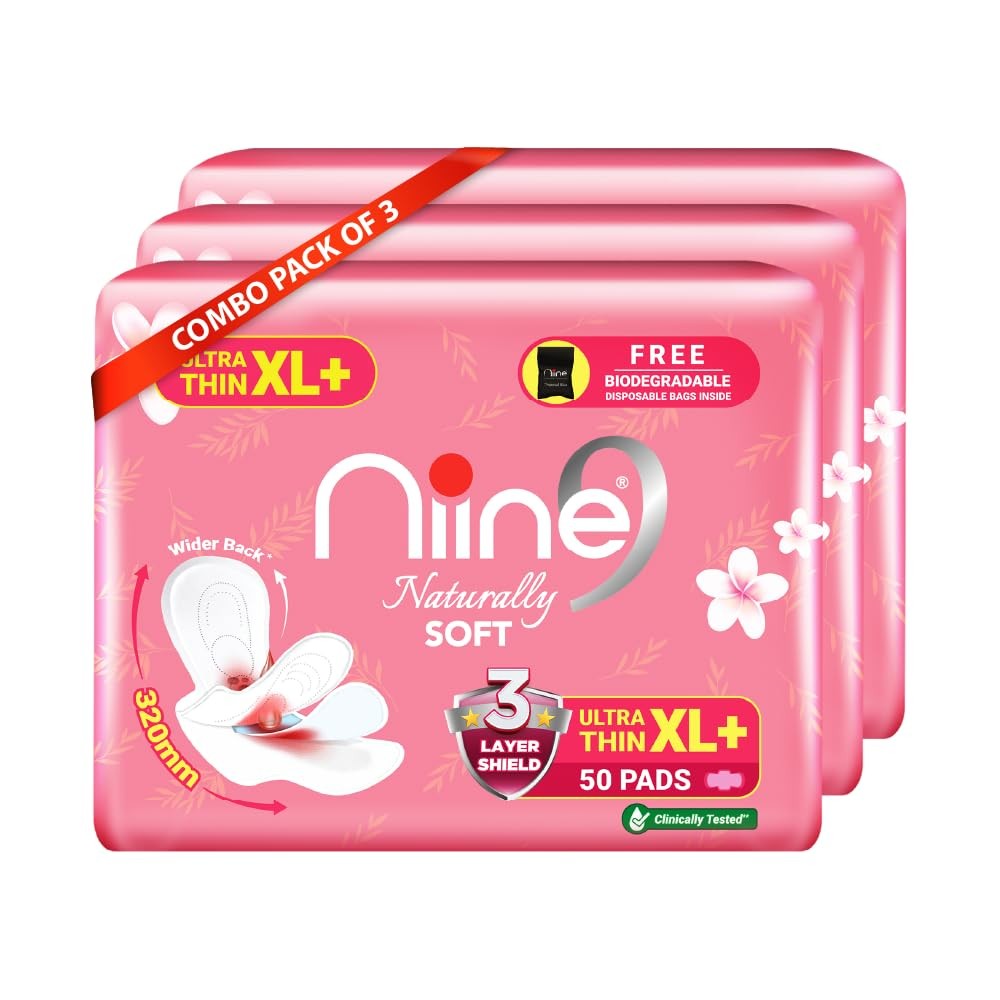 COMBO PACK OF 3
ULTRA
THIN XL+
FREE
BIODEGRADABLE
DISPOSABLE BAGS INSIDE
niine
niine®
Naturally
SOFT
Wider Back*
320mm
3
LAYER
SHIELD
ULTRA
THIN XL+
50 PADS
Clinically Tested**